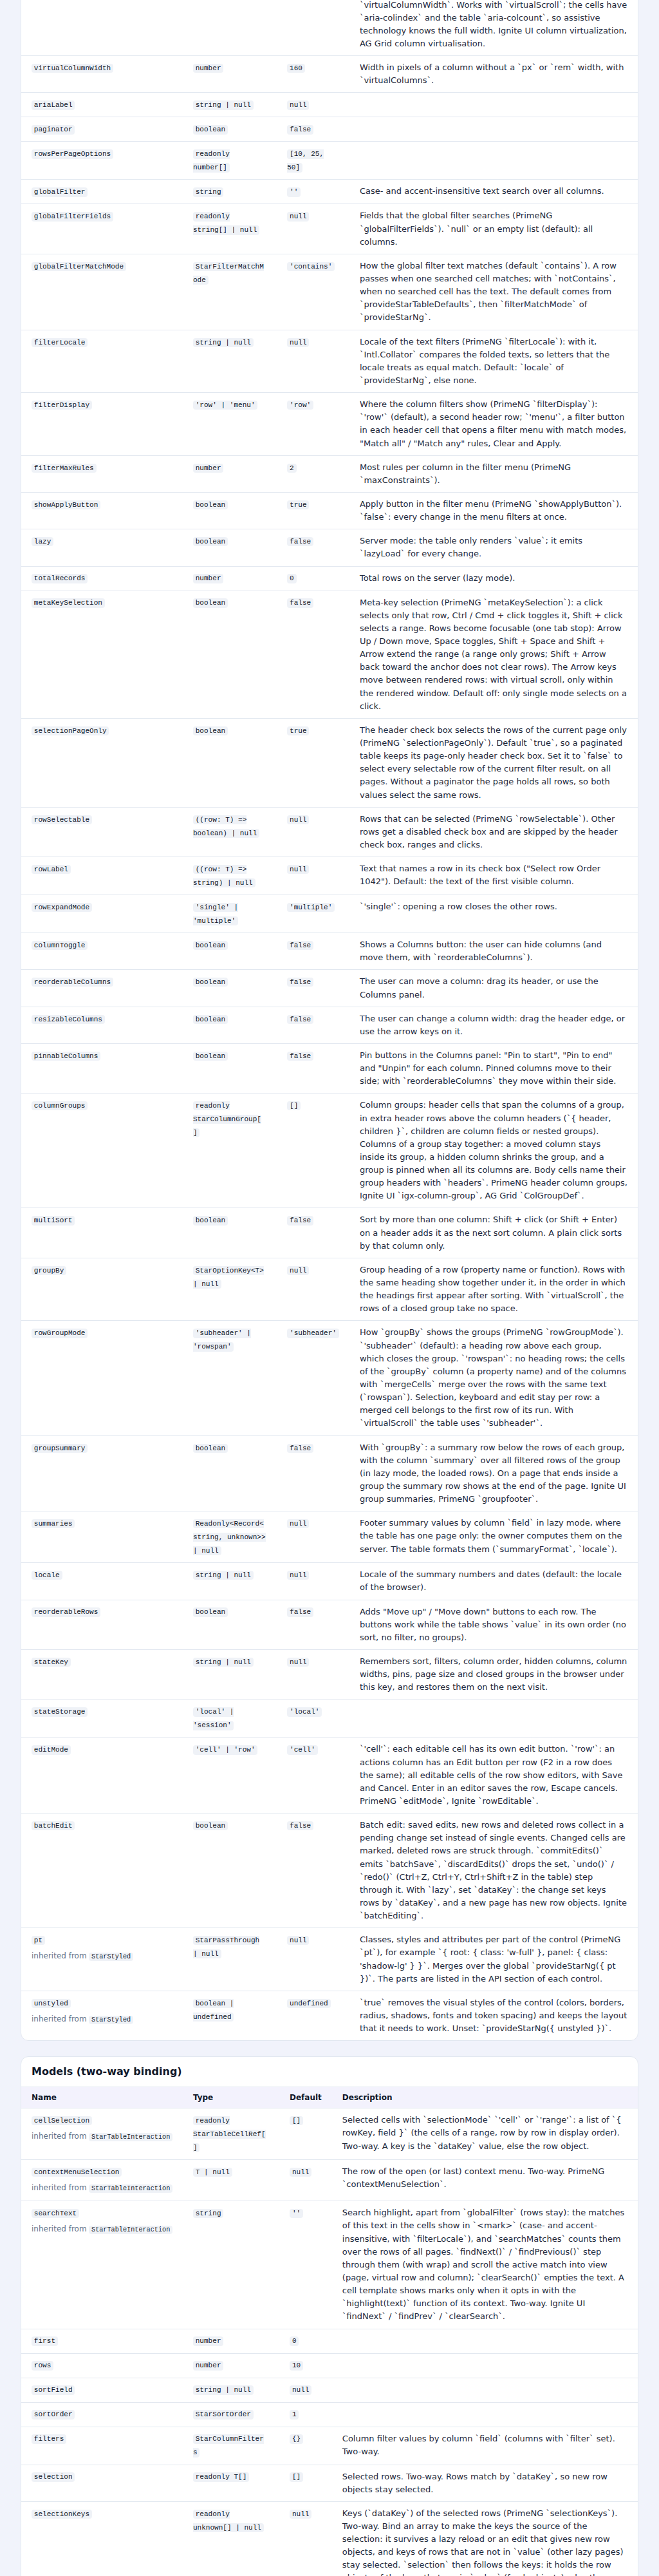 `virtualColumnWidth`. Works with `virtualScroll`; the cells have
`aria-colindex` and the table `aria-colcount`, so assistive
technology knows the full width. Ignite UI column virtualization,
AG Grid column virtualisation.
virtualColumnWidth number 160 Width in pixels of a column without a `px` or `rem` width, with
`virtualColumns`.
ariaLabel string | null null
paginator boolean false
rowsPerPageOptions readonly [10, 25,
number[] 50]
globalFilter string '' Case- and accent-insensitive text search over all columns.
globalFilterFields readonly null Fields that the global filter searches (PrimeNG
string[] | null `globalFilterFields`). `null` or an empty list (default): all
columns.
globalFilterMatchMode StarFilterMatchM 'contains' How the global filter text matches (default `contains`). A row
ode passes when one searched cell matches; with `notContains`,
when no searched cell has the text. The default comes from
`provideStarTableDefaults`, then `filterMatchMode` of
`provideStarNg`.
filterLocale string | null null Locale of the text filters (PrimeNG `filterLocale`): with it,
`Intl.Collator` compares the folded texts, so letters that the
locale treats as equal match. Default: `locale` of
`provideStarNg`, else none.
filterDisplay 'row' | 'menu' 'row' Where the column filters show (PrimeNG `filterDisplay`):
`'row'` (default), a second header row; `'menu'`, a filter button
in each header cell that opens a filter menu with match modes,
"Match all" / "Match any" rules, Clear and Apply.
filterMaxRules number 2 Most rules per column in the filter menu (PrimeNG
`maxConstraints`).
showApplyButton boolean true Apply button in the filter menu (PrimeNG `showApplyButton`).
`false`: every change in the menu filters at once.
lazy boolean false Server mode: the table only renders `value`; it emits
`lazyLoad` for every change.
totalRecords number 0 Total rows on the server (lazy mode).
metaKeySelection boolean false Meta-key selection (PrimeNG `metaKeySelection`): a click
selects only that row, Ctrl / Cmd + click toggles it, Shift + click
selects a range. Rows become focusable (one tab stop): Arrow
Up / Down move, Space toggles, Shift + Space and Shift +
Arrow extend the range (a range only grows; Shift + Arrow
back toward the anchor does not clear rows). The Arrow keys
move between rendered rows: with virtual scroll, only within
the rendered window. Default off: only single mode selects on a
click.
selectionPageOnly boolean true The header check box selects the rows of the current page only
(PrimeNG `selectionPageOnly`). Default `true`, so a paginated
table keeps its page-only header check box. Set it to `false` to
select every selectable row of the current filter result, on all
pages. Without a paginator the page holds all rows, so both
values select the same rows.
rowSelectable ((row: T) => null Rows that can be selected (PrimeNG `rowSelectable`). Other
boolean) | null rows get a disabled check box and are skipped by the header
check box, ranges and clicks.
rowLabel ((row: T) => null Text that names a row in its check box ("Select row Order
string) | null 1042"). Default: the text of the first visible column.
rowExpandMode 'single' | 'multiple' `'single'`: opening a row closes the other rows.
'multiple'
columnToggle boolean false Shows a Columns button: the user can hide columns (and
move them, with `reorderableColumns`).
reorderableColumns boolean false The user can move a column: drag its header, or use the
Columns panel.
resizableColumns boolean false The user can change a column width: drag the header edge, or
use the arrow keys on it.
pinnableColumns boolean false Pin buttons in the Columns panel: "Pin to start", "Pin to end"
and "Unpin" for each column. Pinned columns move to their
side; with `reorderableColumns` they move within their side.
columnGroups readonly [] Column groups: header cells that span the columns of a group,
StarColumnGroup[ in extra header rows above the column headers (`{ header,
] children }`, children are column fields or nested groups).
Columns of a group stay together: a moved column stays
inside its group, a hidden column shrinks the group, and a
group is pinned when all its columns are. Body cells name their
group headers with `headers`. PrimeNG header column groups,
Ignite UI `igx-column-group`, AG Grid `ColGroupDef`.
multiSort boolean false Sort by more than one column: Shift + click (or Shift + Enter)
on a header adds it as the next sort column. A plain click sorts
by that column only.
groupBy StarOptionKey<T> null Group heading of a row (property name or function). Rows with
| null the same heading show together under it, in the order in which
the headings first appear after sorting. With `virtualScroll`, the
rows of a closed group take no space.
rowGroupMode 'subheader' | 'subheader' How `groupBy` shows the groups (PrimeNG `rowGroupMode`).
'rowspan' `'subheader'` (default): a heading row above each group,
which closes the group. `'rowspan'`: no heading rows; the cells
of the `groupBy` column (a property name) and of the columns
with `mergeCells` merge over the rows with the same text
(`rowspan`). Selection, keyboard and edit stay per row: a
merged cell belongs to the first row of its run. With
`virtualScroll` the table uses `'subheader'`.
groupSummary boolean false With `groupBy`: a summary row below the rows of each group,
with the column `summary` over all filtered rows of the group
(in lazy mode, the loaded rows). On a page that ends inside a
group the summary row shows at the end of the page. Ignite UI
group summaries, PrimeNG `groupfooter`.
summaries Readonly<Record< null Footer summary values by column `field` in lazy mode, where
string, unknown>> the table has one page only: the owner computes them on the
| null server. The table formats them (`summaryFormat`, `locale`).
locale string | null null Locale of the summary numbers and dates (default: the locale
of the browser).
reorderableRows boolean false Adds "Move up" / "Move down" buttons to each row. The
buttons work while the table shows `value` in its own order (no
sort, no filter, no groups).
stateKey string | null null Remembers sort, filters, column order, hidden columns, column
widths, pins, page size and closed groups in the browser under
this key, and restores them on the next visit.
stateStorage 'local' | 'local'
'session'
editMode 'cell' | 'row' 'cell' `'cell'`: each editable cell has its own edit button. `'row'`: an
actions column has an Edit button per row (F2 in a row does
the same); all editable cells of the row show editors, with Save
and Cancel. Enter in an editor saves the row, Escape cancels.
PrimeNG `editMode`, Ignite `rowEditable`.
batchEdit boolean false Batch edit: saved edits, new rows and deleted rows collect in a
pending change set instead of single events. Changed cells are
marked, deleted rows are struck through. `commitEdits()`
emits `batchSave`, `discardEdits()` drops the set, `undo()` /
`redo()` (Ctrl+Z, Ctrl+Y, Ctrl+Shift+Z in the table) step
through it. With `lazy`, set `dataKey`: the change set keys
rows by `dataKey`, and a new page has new row objects. Ignite
`batchEditing`.
pt StarPassThrough null Classes, styles and attributes per part of the control (PrimeNG
inherited from StarStyled | null `pt`), for example `{ root: { class: 'w-full' }, panel: { class:
'shadow-lg' } }`. Merges over the global `provideStarNg({ pt
})`. The parts are listed in the API section of each control.
unstyled boolean | undefined `true` removes the visual styles of the control (colors, borders,
inherited from StarStyled undefined radius, shadows, fonts and token spacing) and keeps the layout
that it needs to work. Unset: `provideStarNg({ unstyled })`.
Models (two-way binding)
Name Type Default Description
cellSelection readonly [] Selected cells with `selectionMode` `'cell'` or `'range'`: a list of `{
inherited from StarTableInteraction StarTableCellRef[ rowKey, field }` (the cells of a range, row by row in display order).
] Two-way. A key is the `dataKey` value, else the row object.
contextMenuSelection T | null null The row of the open (or last) context menu. Two-way. PrimeNG
inherited from StarTableInteraction `contextMenuSelection`.
searchText string '' Search highlight, apart from `globalFilter` (rows stay): the matches
inherited from StarTableInteraction of this text in the cells show in `<mark>` (case- and accent-
insensitive, with `filterLocale`), and `searchMatches` counts them
over the rows of all pages. `findNext()` / `findPrevious()` step
through them (with wrap) and scroll the active match into view
(page, virtual row and column); `clearSearch()` empties the text. A
cell template shows marks only when it opts in with the
`highlight(text)` function of its context. Two-way. Ignite UI
`findNext` / `findPrev` / `clearSearch`.
first number 0
rows number 10
sortField string | null null
sortOrder StarSortOrder 1
filters StarColumnFilter {} Column filter values by column `field` (columns with `filter` set).
s Two-way.
selection readonly T[] [] Selected rows. Two-way. Rows match by `dataKey`, so new row
objects stay selected.
selectionKeys readonly null Keys (`dataKey`) of the selected rows (PrimeNG `selectionKeys`).
unknown[] | null Two-way. Bind an array to make the keys the source of the
selection: it survives a lazy reload or an edit that gives new row
objects, and keys of rows that are not in `value` (other lazy pages)
stay selected. `selection` then follows the keys: it holds the row